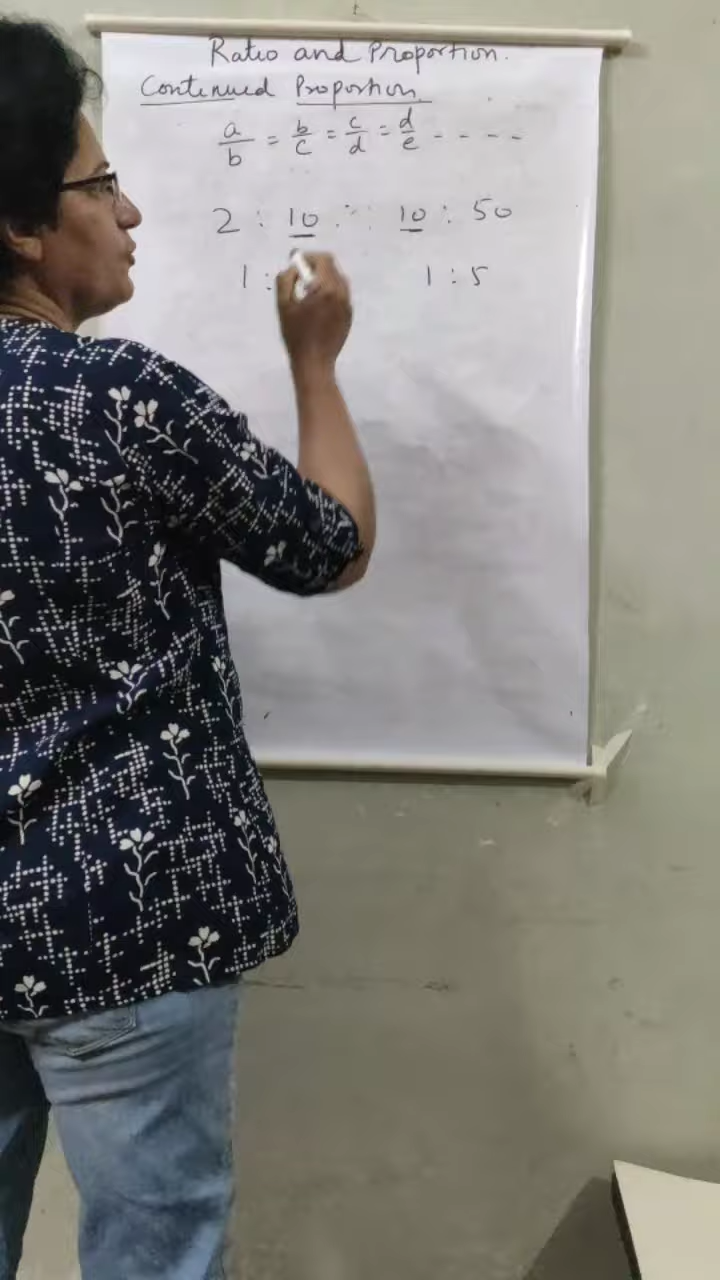 Ratio and Proportion.
Continued Proportion.
a/b = b/c = c/d = d/e - - - -
2 : 10 :: 10 : 50
1 : 1 : 5